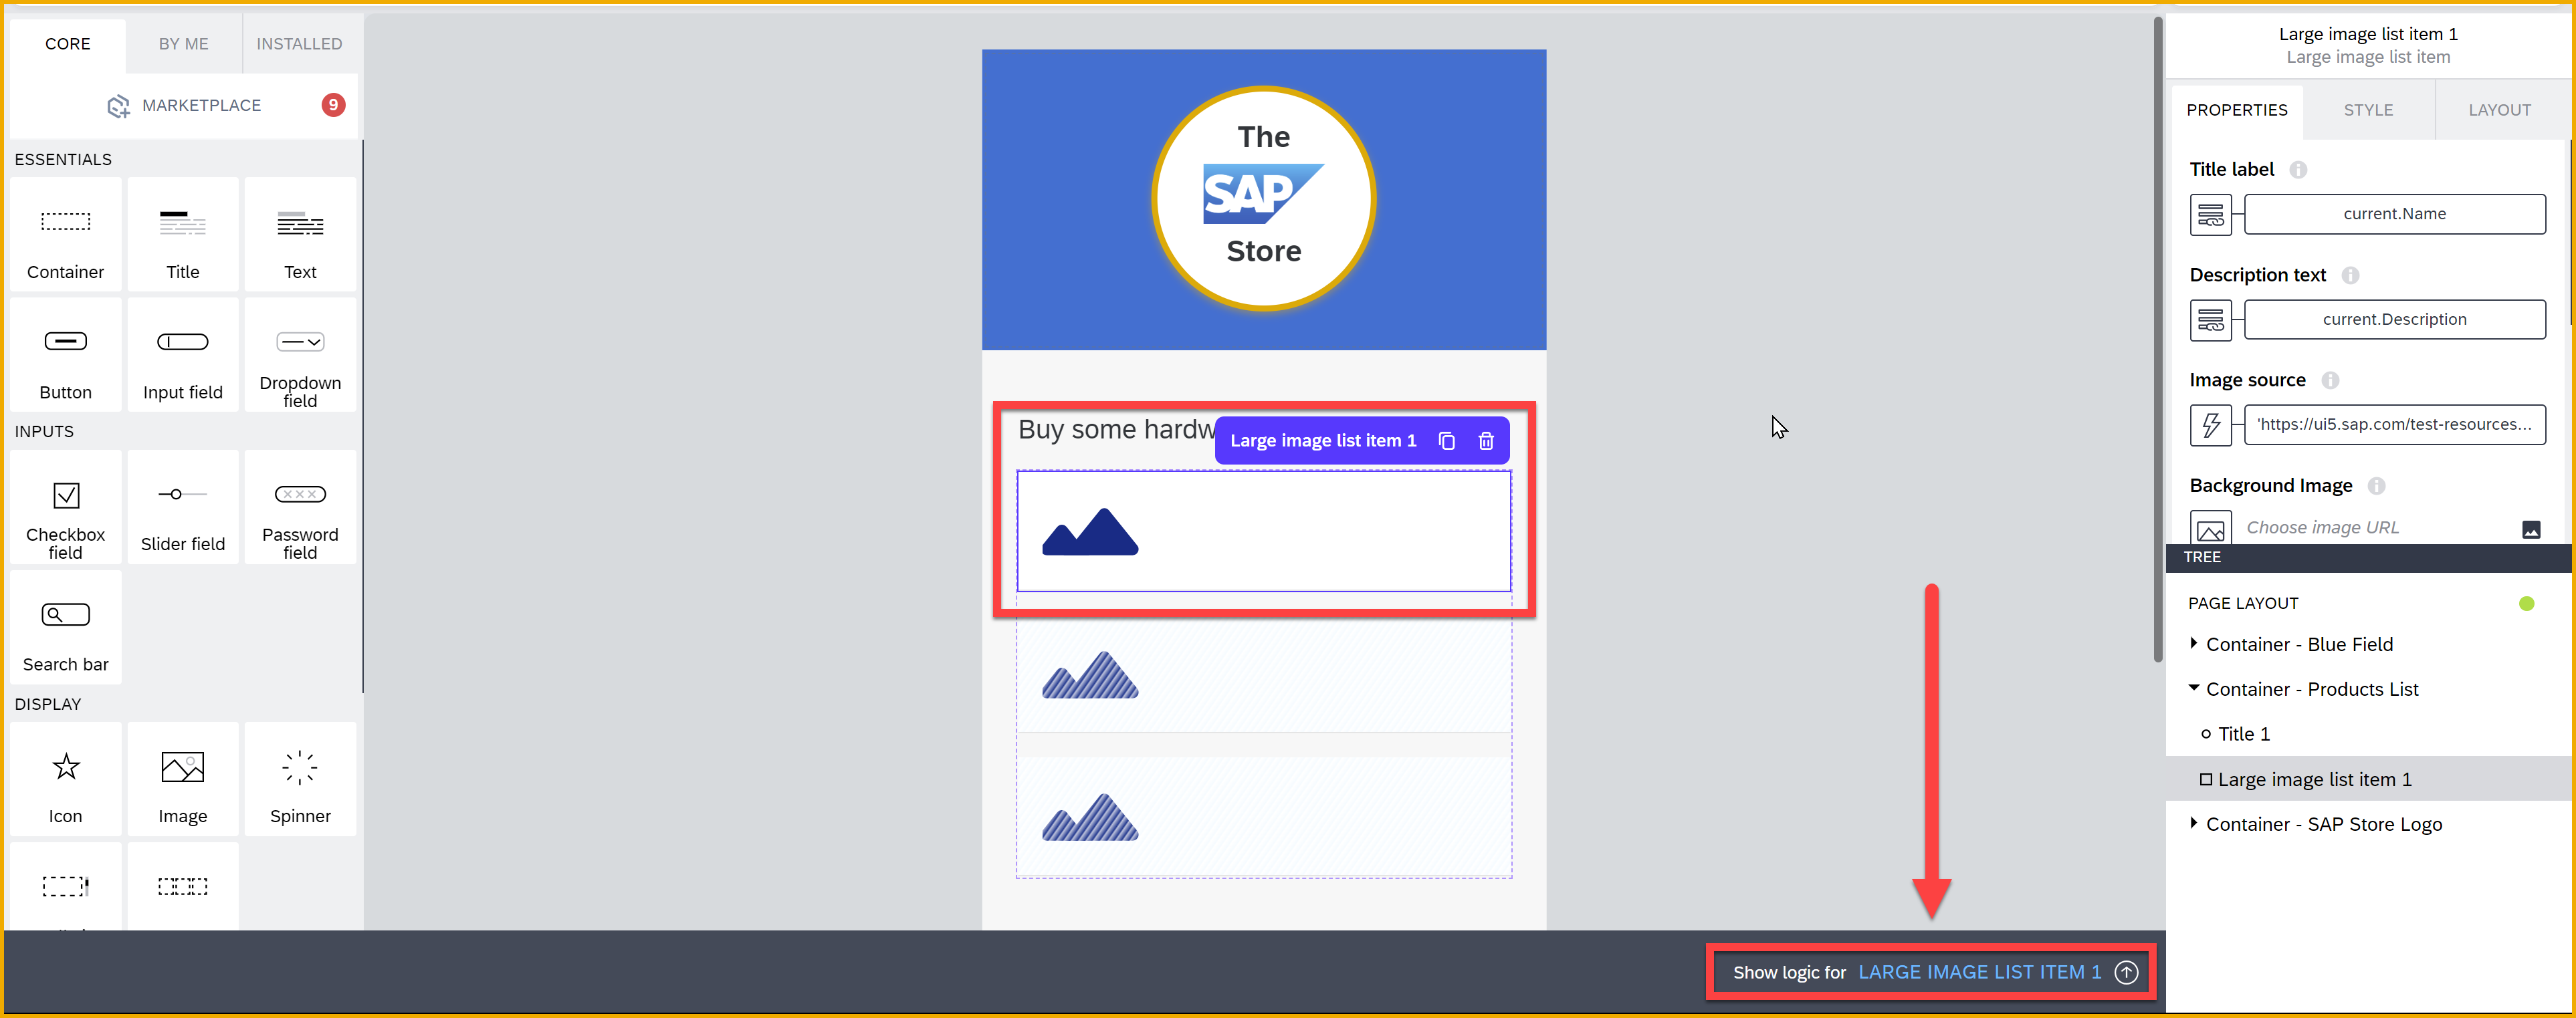 CORE
BY ME
INSTALLED
MARKETPLACE
9
ESSENTIALS
Container
Title
Text
Button
Input field
Dropdown
field
INPUTS
Checkbox
field
Slider field
Password
field
Search bar
DISPLAY
Icon
Image
Spinner
The
SAP
Store
Buy some hardw
Large image list item 1
Show logic for LARGE IMAGE LIST ITEM 1
Large image list item 1
Large image list item
PROPERTIES
STYLE
LAYOUT
Title label
current.Name
Description text
current.Description
Image source
'https://ui5.sap.com/test-resources...
Background Image
Choose image URL
TREE
PAGE LAYOUT
Container - Blue Field
Container - Products List
Title 1
Large image list item 1
Container - SAP Store Logo